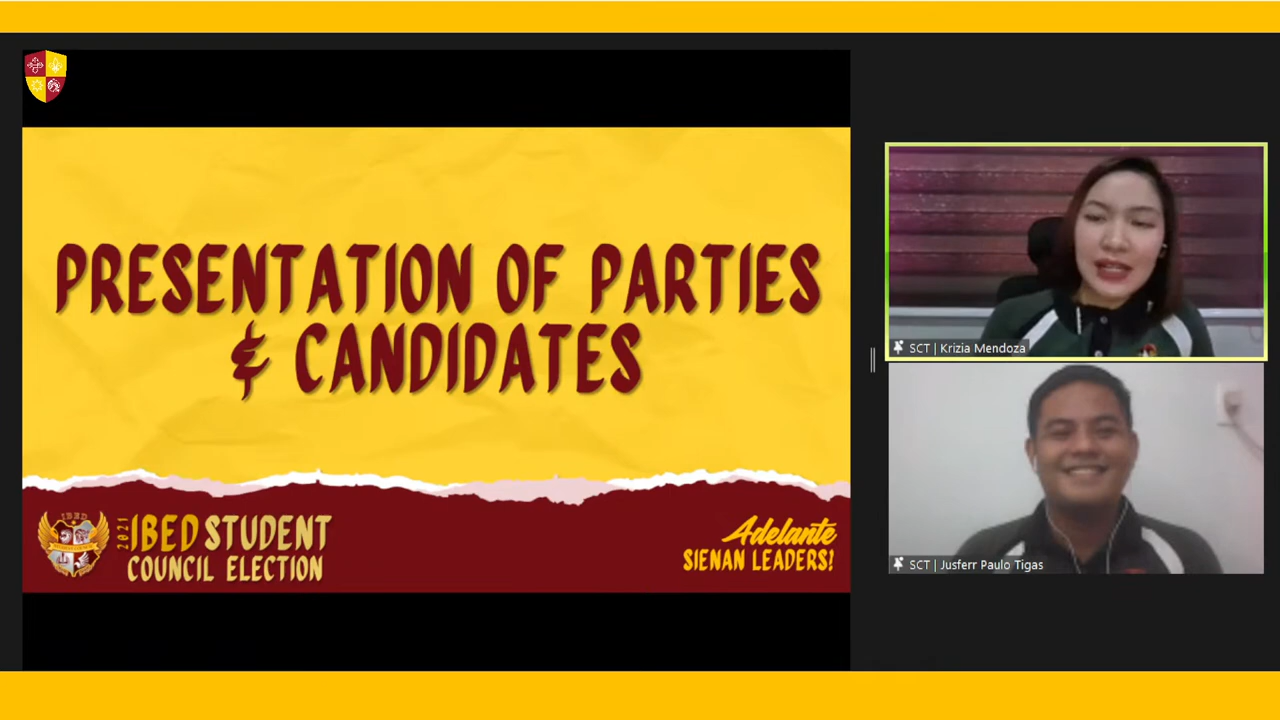 PRESENTATION OF PARTIES
& CANDIDATES
IBED
2021
IBED STUDENT
COUNCIL ELECTION
Adelante
SIENAN LEADERS!
SCT | Krizia Mendoza
SCT | Jusferr Paulo Tigas